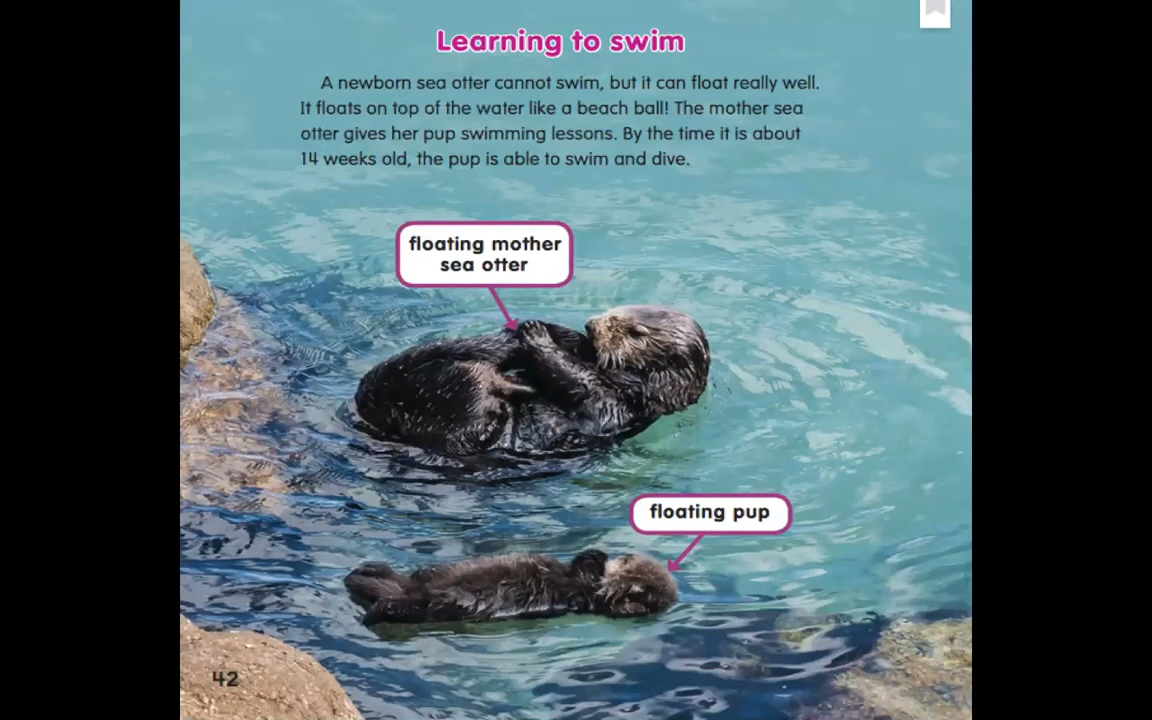 Learning to swim
A newborn sea otter cannot swim, but it can float really well.
It floats on top of the water like a beach ball! The mother sea
otter gives her pup swimming lessons. By the time it is about
14 weeks old, the pup is able to swim and dive.
floating mother
sea otter
floating pup
42